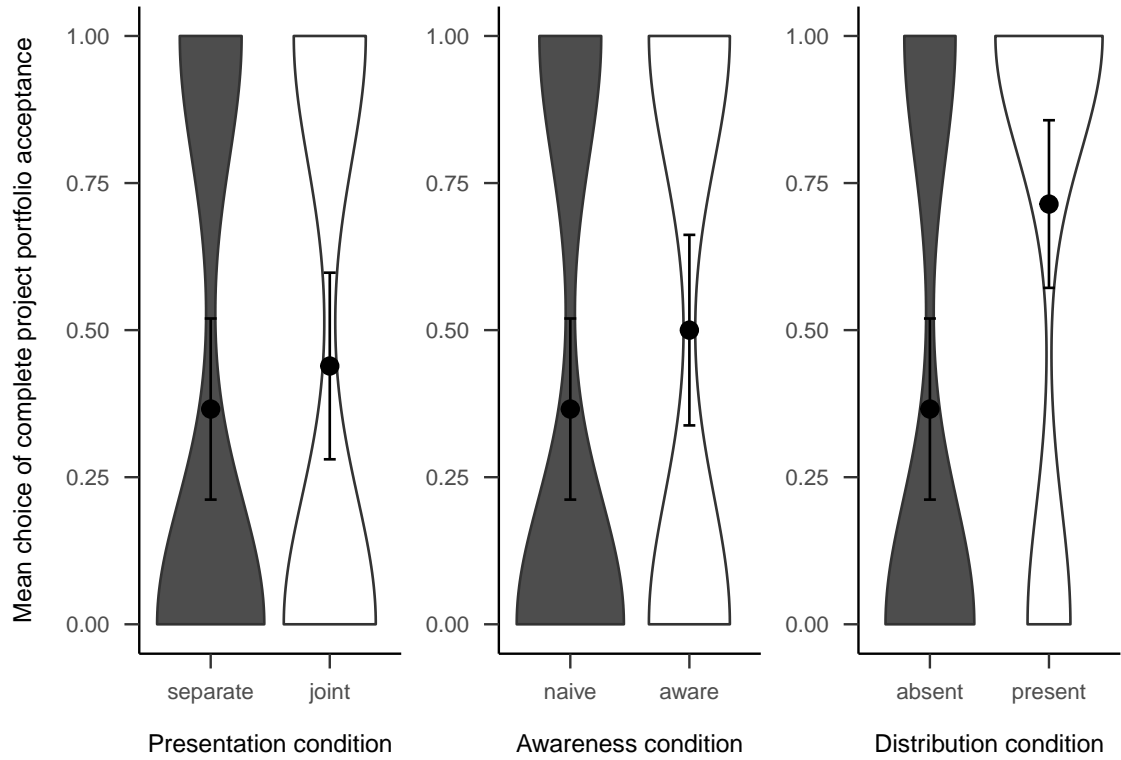 Mean choice of complete project portfolio acceptance
1.00
0.75
0.50
0.25
0.00
separate
joint
Presentation condition
1.00
0.75
0.50
0.25
0.00
naive
aware
Awareness condition
1.00
0.75
0.50
0.25
0.00
absent
present
Distribution condition